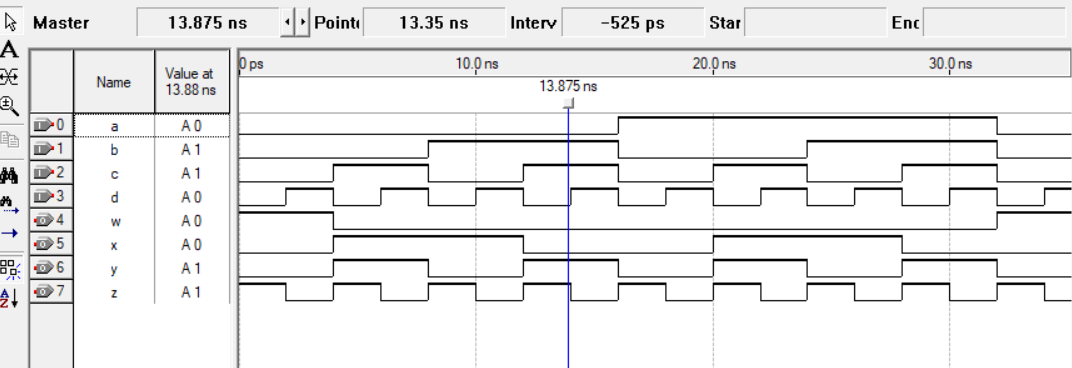 Master 13.875 ns Point 13.35 ns Interv -525 ps Star Enc
A
Name Value at 13.88 ns
0 ps 10.0 ns 20.0 ns 30.0 ns
13.875 ns
0 a A 0
1 b A 1
2 c A 1
3 d A 0
4 w A 0
5 x A 0
6 y A 1
7 z A 1
A
Z